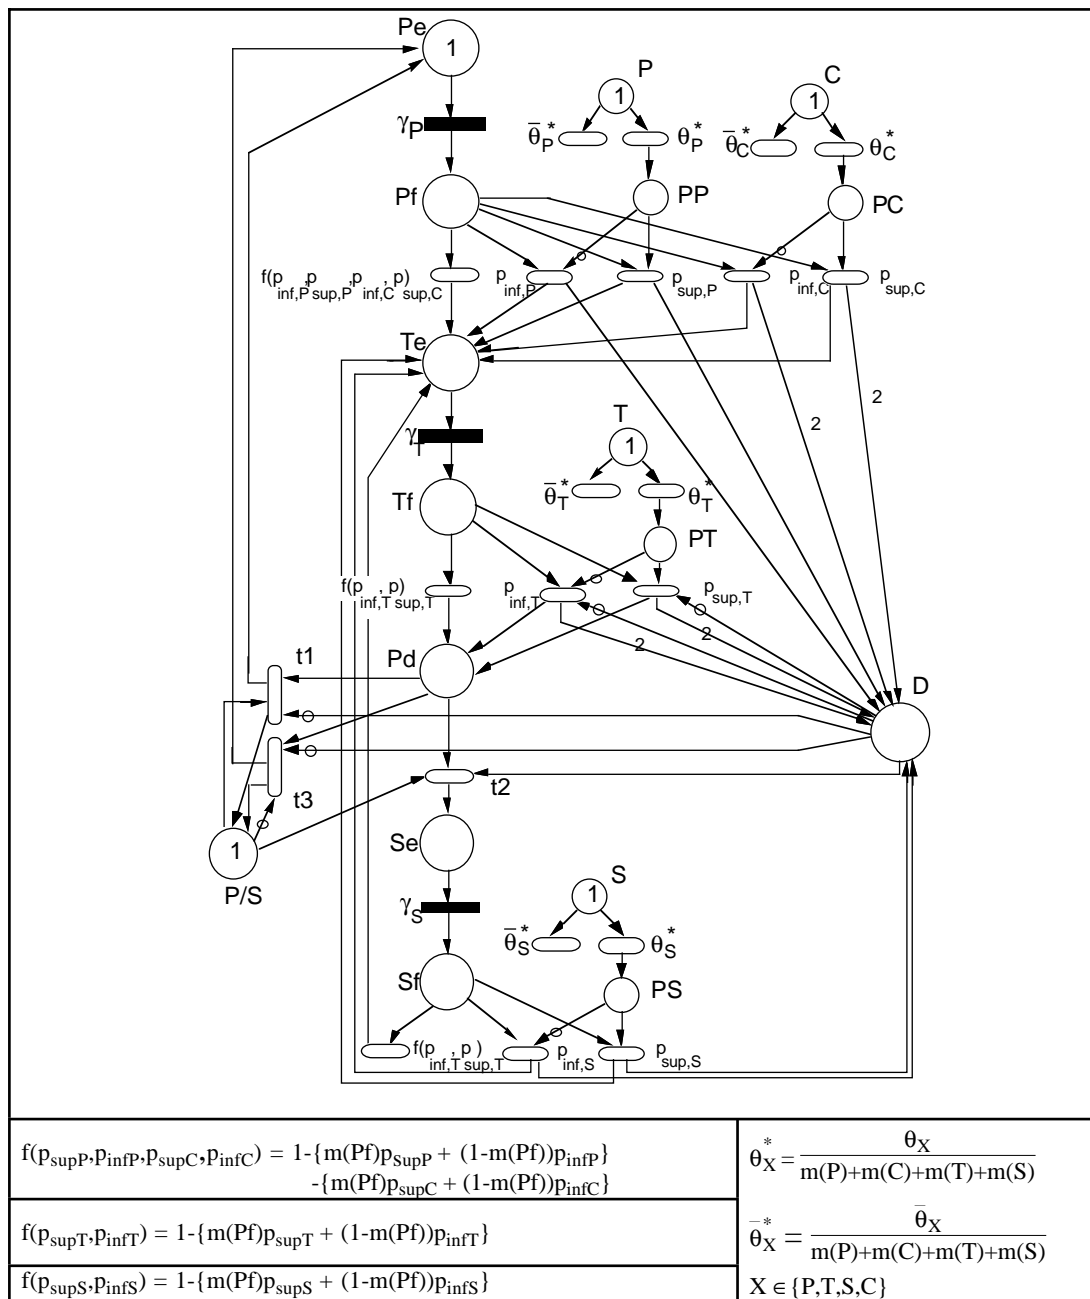 Pe
1
γP
P
1
θ̅P*
θP*
C
1
θ̅C*
θC*
Pf
PP
PC
f(pinf,P,psup,P,pinf,C,p)sup,C
pinf,P
psup,P
pinf,C
psup,C
Te
2
2
γT
T
1
θ̅T*
θT*
Tf
PT
f(pinf,T,p)sup,T
pinf,T
psup,T
2
2
Pd
t1
D
t3
t2
1
P/S
Se
γS
S
1
θ̅S*
θS*
Sf
PS
f(pinf,T,p)sup,T
pinf,S
psup,S
f(psupP,pinfP,psupC,pinfC) = 1-{m(Pf)pSupP + (1-m(Pf))pinfP}
-{m(Pf)psupC + (1-m(Pf))pinfC}
f(psupT,pinfT) = 1-{m(Pf)psupT + (1-m(Pf))pinfT}
f(psupS,pinfS) = 1-{m(Pf)psupS + (1-m(Pf))pinfS}
θX* = θX / m(P)+m(C)+m(T)+m(S)
θ̅X* = θ̅X / m(P)+m(C)+m(T)+m(S)
X ∈ {P,T,S,C}